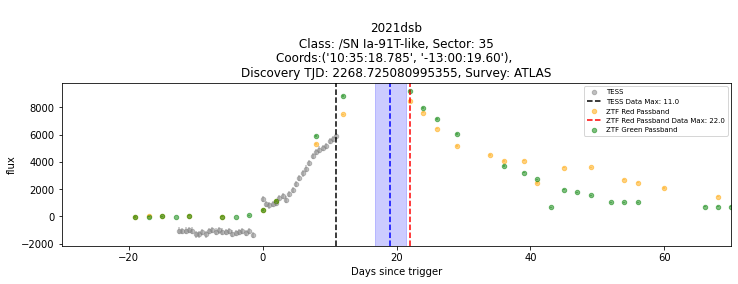 2021dsb
Class: /SN Ia-91T-like, Sector: 35
Coords:('10:35:18.785', '-13:00:19.60'),
Discovery TJD: 2268.725080995355, Survey: ATLAS
TESS
TESS Data Max: 11.0
ZTF Red Passband
ZTF Red Passband Data Max: 22.0
ZTF Green Passband
flux
8000
6000
4000
2000
0
−2000
−20
0
20
40
60
Days since trigger